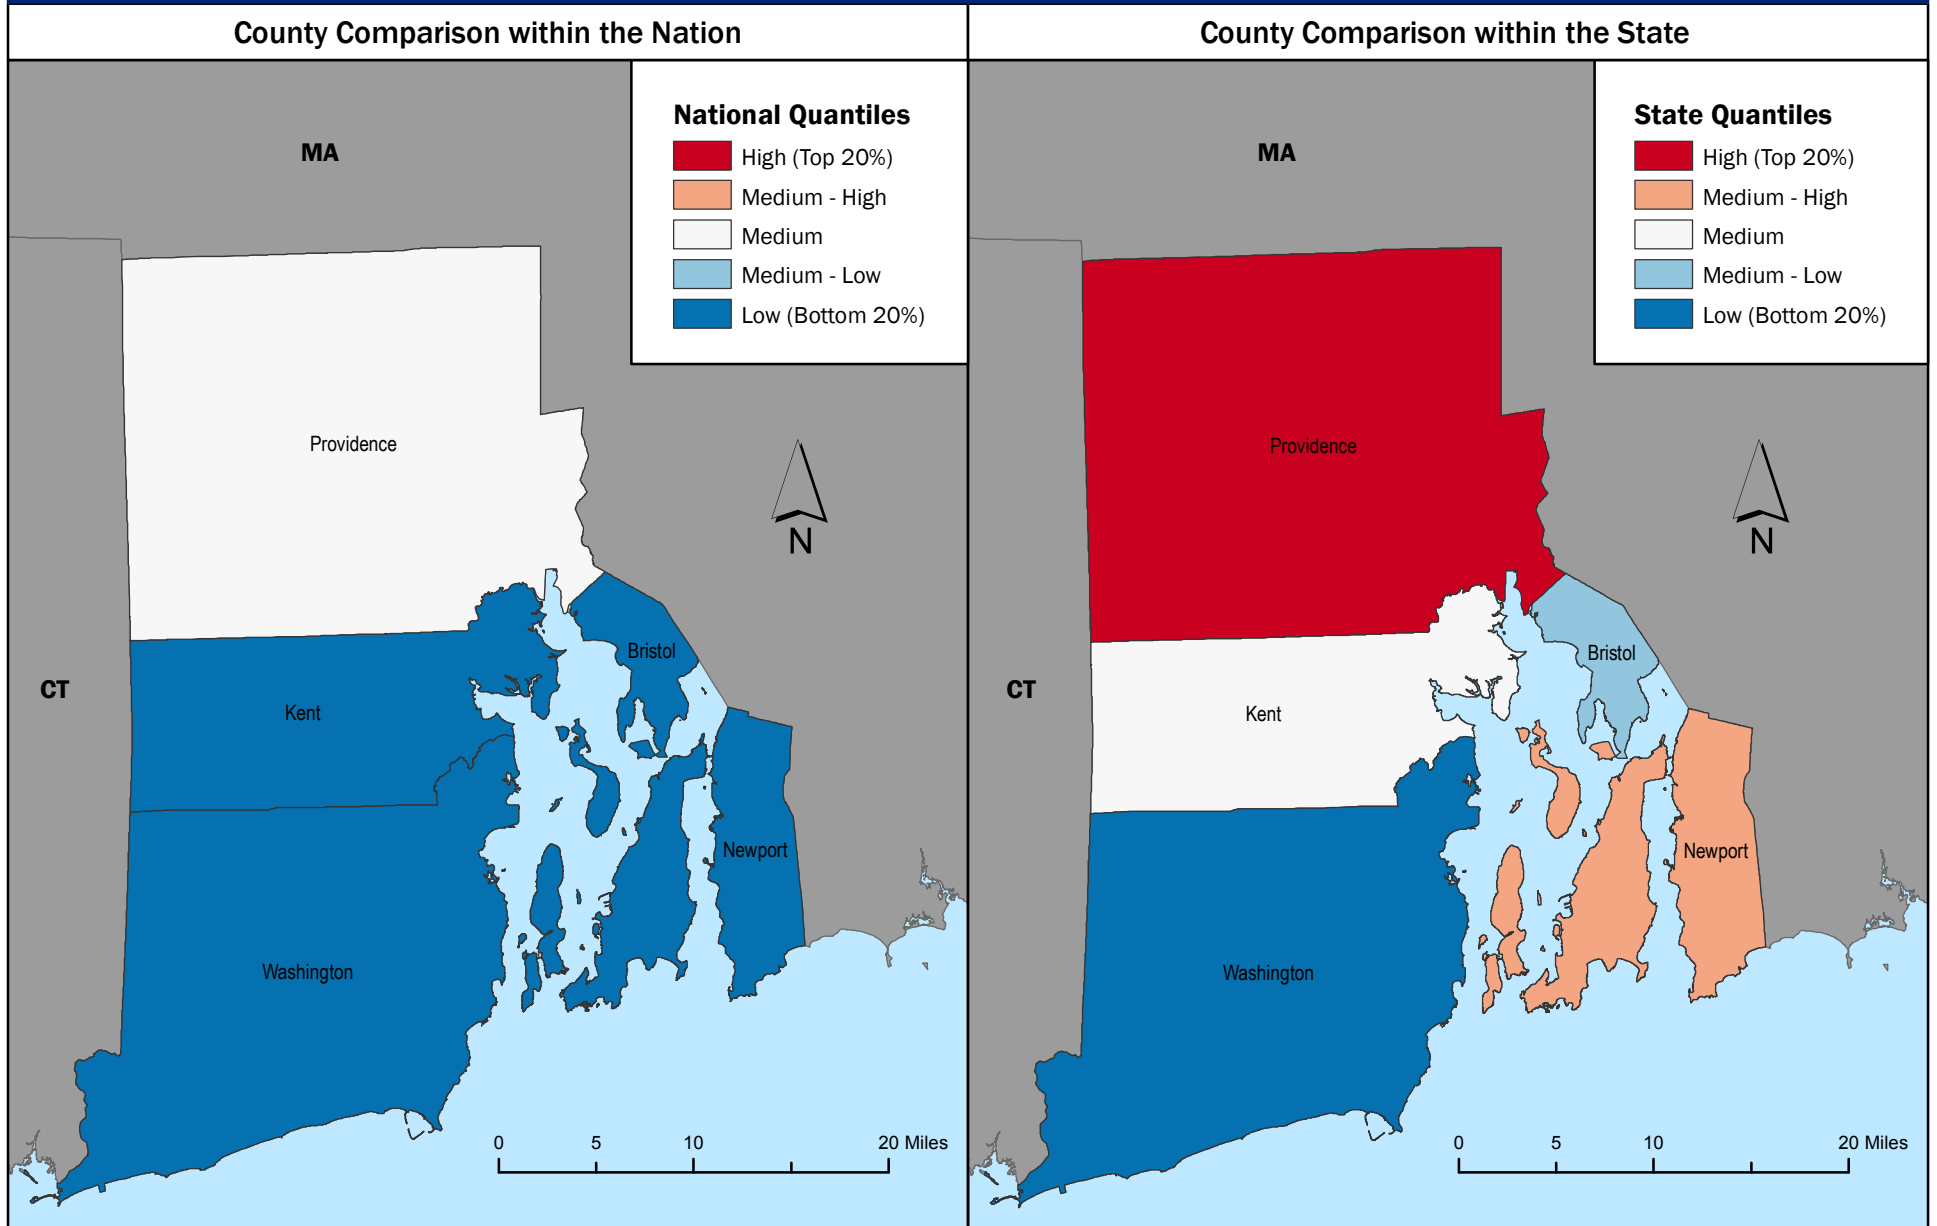 County Comparison within the Nation
National Quantiles
High (Top 20%)
Medium - High
Medium
Medium - Low
Low (Bottom 20%)
MA
CT
Providence
Kent
Bristol
Newport
Washington
N
0 5 10 20 Miles
County Comparison within the State
State Quantiles
High (Top 20%)
Medium - High
Medium
Medium - Low
Low (Bottom 20%)
MA
CT
Providence
Kent
Bristol
Newport
Washington
N
0 5 10 20 Miles